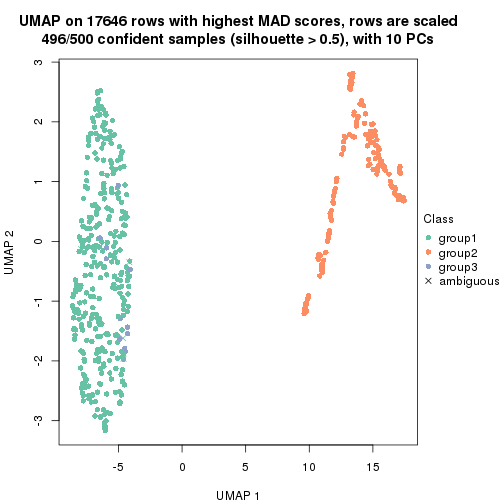 UMAP on 17646 rows with highest MAD scores, rows are scaled
496/500 confident samples (silhouette > 0.5), with 10 PCs
3
2
1
0
-1
-2
-3
UMAP 2
-5
0
5
10
15
UMAP 1
Class
group1
group2
group3
ambiguous